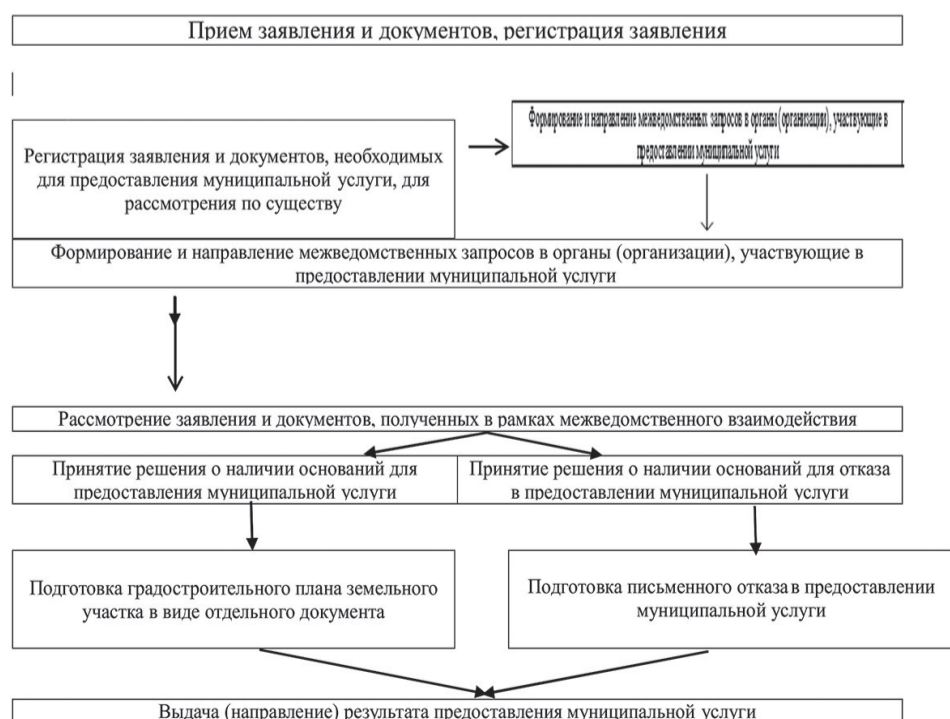 Прием заявления и документов, регистрация заявления
Формирование и направление межведомственных запросов в органы (организации), участвующие в
предоставлении муниципальной услуги
Регистрация заявления и документов, необходимых
для предоставления муниципальной услуги, для
рассмотрения по существу
Формирование и направление межведомственных запросов в органы (организации), участвующие в
предоставлении муниципальной услуги
Рассмотрение заявления и документов, полученных в рамках межведомственного взаимодействия
Принятие решения о наличии оснований для
предоставления муниципальной услуги
Принятие решения о наличии оснований для отказа
в предоставлении муниципальной услуги
Подготовка градостроительного плана земельного
участка в виде отдельного документа
Подготовка письменного отказа в предоставлении
муниципальной услуги
Выдача (направление) результата предоставления муниципальной услуги